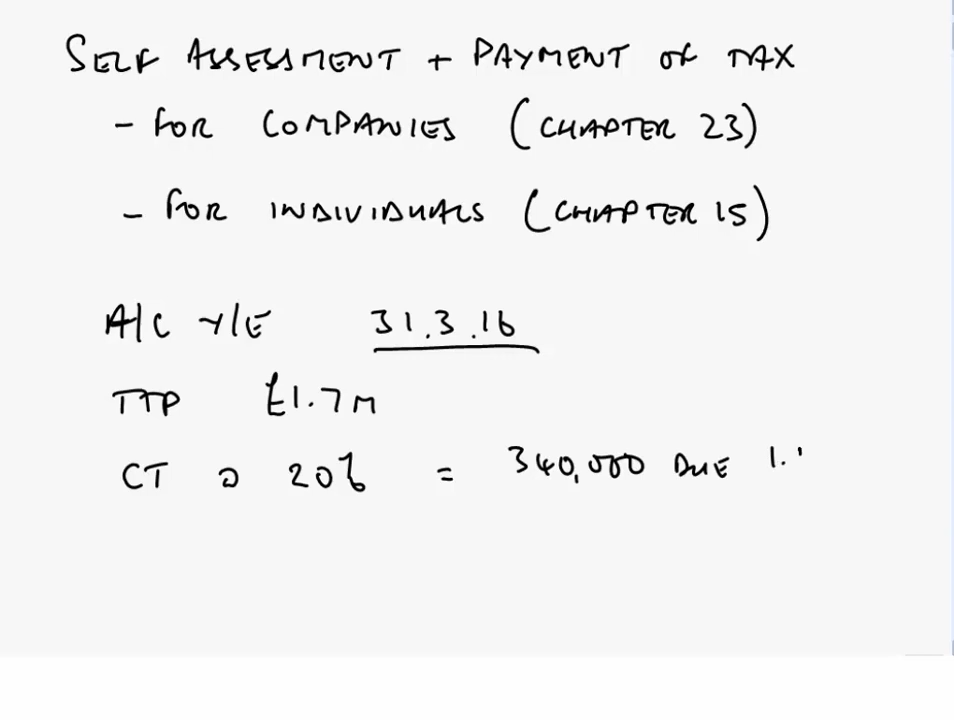 SELF ASSESSMENT + PAYMENT OF TAX
- FOR COMPANIES (CHAPTER 23)
- FOR INDIVIDUALS (CHAPTER 15)
A/C Y/E 31.3.16
TTP £1.7M
CT @ 20% = 340,000 DUE 1.